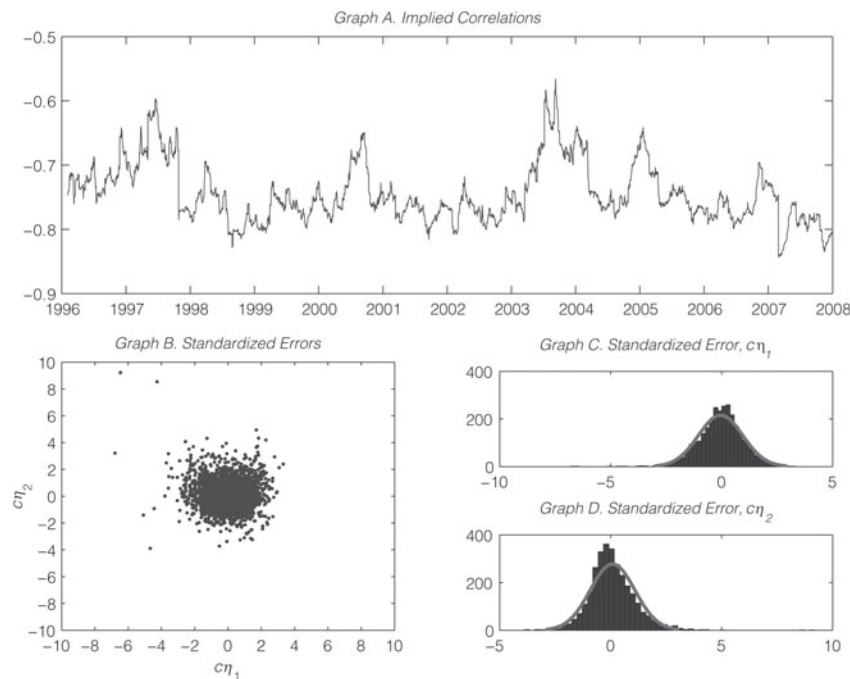 Graph A. Implied Correlations
-0.5
-0.6
-0.7
-0.8
-0.9
1996 1997 1998 1999 2000 2001 2002 2003 2004 2005 2006 2007 2008
Graph B. Standardized Errors
10
8
6
4
2
0
-2
-4
-6
-8
-10
-10 -8 -6 -4 -2 0 2 4 6 8 10
cη2
cη1
Graph C. Standardized Error, cη1
400
200
0
-10 -5 0 5
Graph D. Standardized Error, cη2
400
200
0
-5 0 5 10